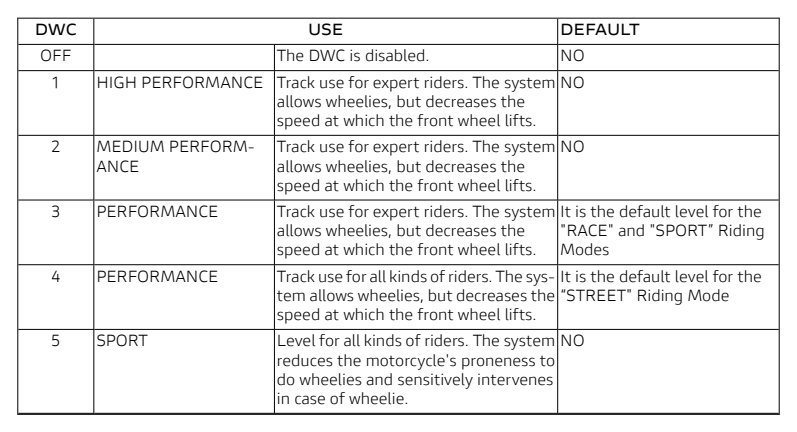 DWC USE DEFAULT
OFF The DWC is disabled. NO
1 HIGH PERFORMANCE Track use for expert riders. The system NO
allows wheelies, but decreases the
speed at which the front wheel lifts.
2 MEDIUM PERFORM- Track use for expert riders. The system NO
ANCE allows wheelies, but decreases the
speed at which the front wheel lifts.
3 PERFORMANCE Track use for expert riders. The system It is the default level for the
allows wheelies, but decreases the "RACE" and "SPORT” Riding
speed at which the front wheel lifts. Modes
4 PERFORMANCE Track use for all kinds of riders. The sys- It is the default level for the
tem allows wheelies, but decreases the “STREET" Riding Mode
speed at which the front wheel lifts.
5 SPORT Level for all kinds of riders. The system NO
reduces the motorcycle's proneness to
do wheelies and sensitively intervenes
in case of wheelie.